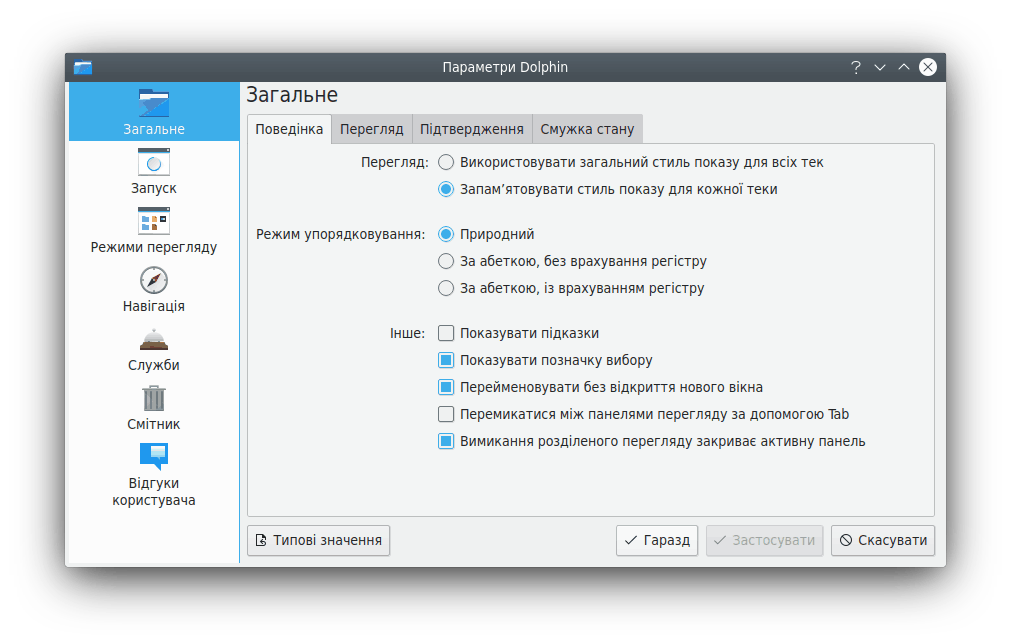 Параметри Dolphin
Загальне
Запуск
Режими перегляду
Навігація
Служби
Смітник
Відгуки
користувача
Загальне
Поведінка Перегляд Підтвердження Смужка стану
Перегляд: Використовувати загальний стиль показу для всіх тек
Запам’ятовувати стиль показу для кожної теки
Режим упорядковування: Природний
За абеткою, без врахування регістру
За абеткою, із врахуванням регістру
Інше: Показувати підказки
Показувати позначку вибору
Перейменовувати без відкриття нового вікна
Перемикатися між панелями перегляду за допомогою Tab
Вимикання розділеного перегляду закриває активну панель
Типові значення Гаразд Застосувати Скасувати